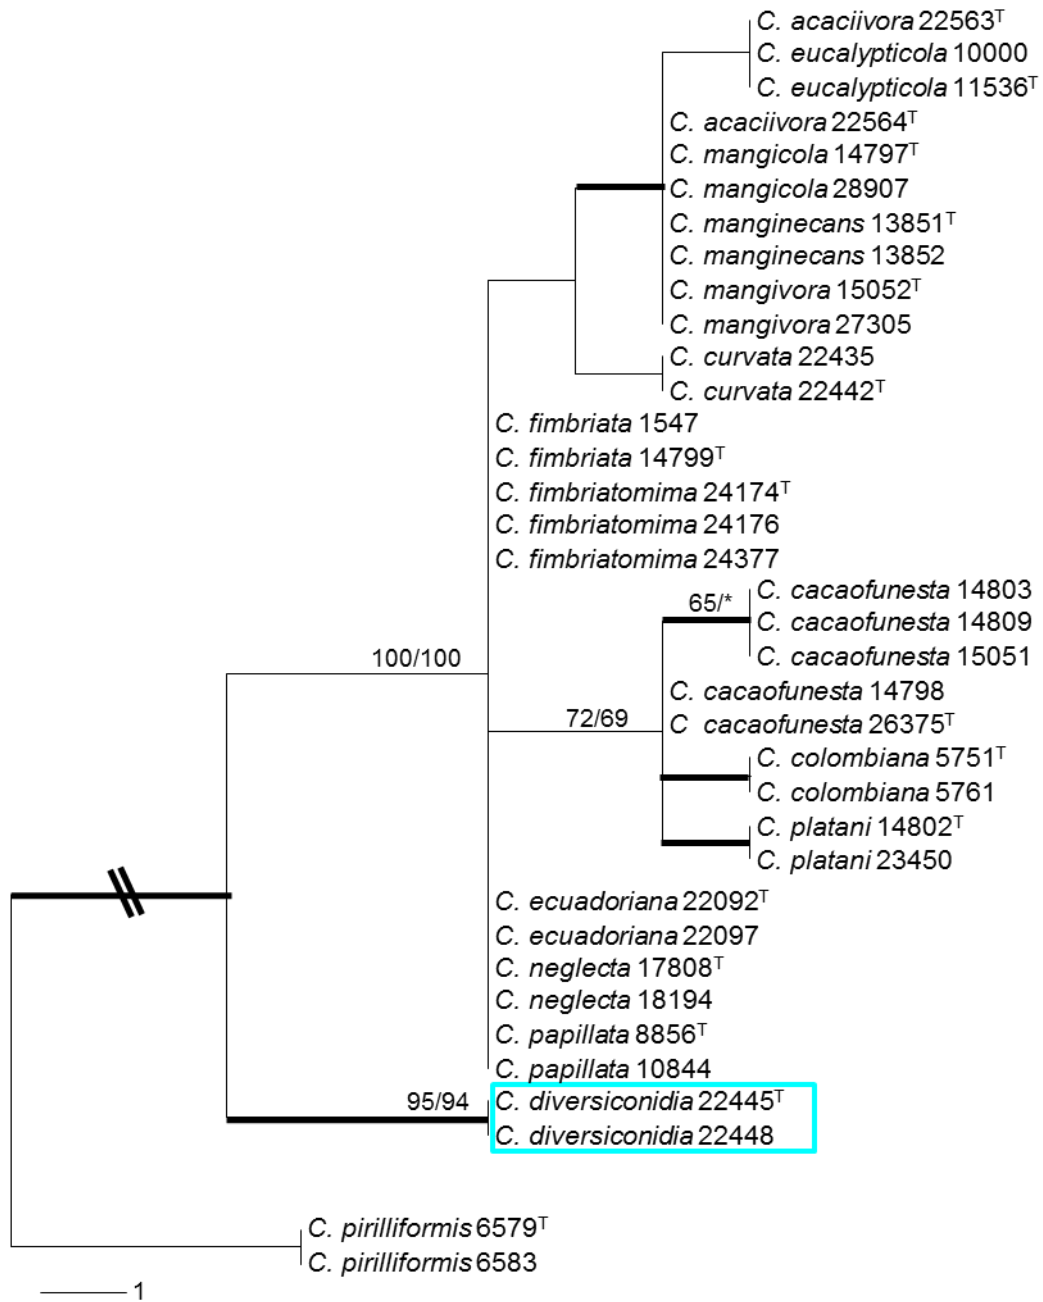 C. acaciivora 22563ᵀ
C. eucalypticola 10000
C. eucalypticola 11536ᵀ
C. acaciivora 22564ᵀ
C. mangicola 14797ᵀ
C. mangicola 28907
C. manginecans 13851ᵀ
C. manginecans 13852
C. mangivora 15052ᵀ
C. mangivora 27305
C. curvata 22435
C. curvata 22442ᵀ
C. fimbriata 1547
C. fimbriata 14799ᵀ
C. fimbriatomima 24174ᵀ
C. fimbriatomima 24176
C. fimbriatomima 24377
C. cacaofunesta 14803
65/*
C. cacaofunesta 14809
C. cacaofunesta 15051
100/100
C. cacaofunesta 14798
72/69
C cacaofunesta 26375ᵀ
C. colombiana 5751ᵀ
C. colombiana 5761
C. platani 14802ᵀ
C. platani 23450
C. ecuadoriana 22092ᵀ
C. ecuadoriana 22097
C. neglecta 17808ᵀ
C. neglecta 18194
C. papillata 8856ᵀ
C. papillata 10844
95/94
C. diversiconidia 22445ᵀ
C. diversiconidia 22448
C. pirilliformis 6579ᵀ
C. pirilliformis 6583
1